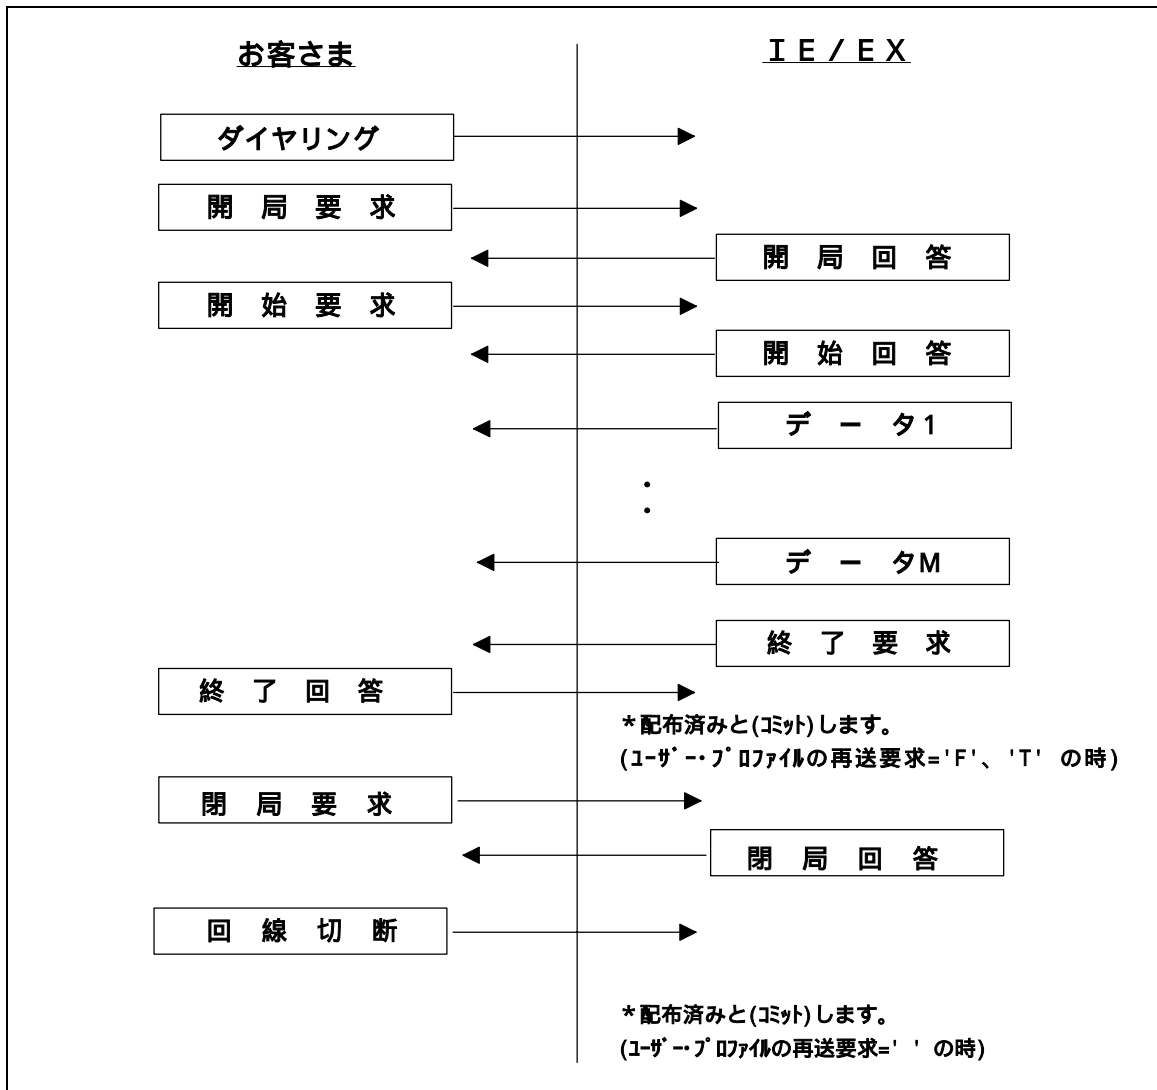 お客さま
ＩＥ/ＥＸ
ダイヤリング
開局要求
開局回答
開始要求
開始回答
データ1
:
データM
終了要求
終了回答
*配布済みと(ｺﾐｯﾄ)します。
(ﾕｰｻﾞｰ･ﾌﾟﾛﾌｧｲﾙの再送要求='F'、'T' の時)
閉局要求
閉局回答
回線切断
*配布済みと(ｺﾐｯﾄ)します。
(ﾕｰｻﾞｰ･ﾌﾟﾛﾌｧｲﾙの再送要求=' ' の時)